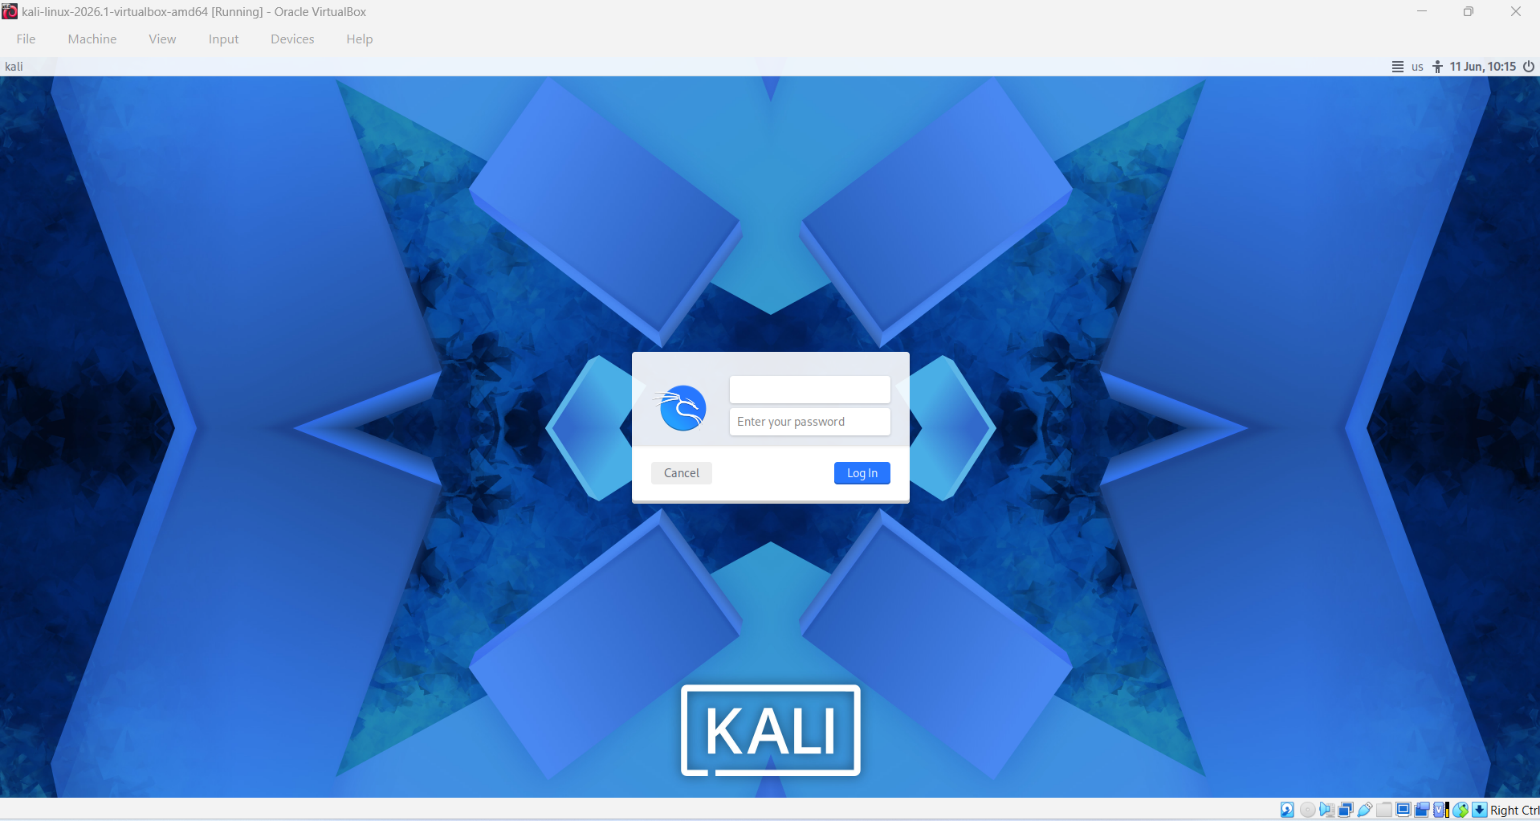 kali-linux-2026.1-virtualbox-amd64 [Running] - Oracle VirtualBox
File Machine View Input Devices Help
kali us 11 Jun, 10:15
Enter your password
Cancel Log In
KALI
Right Ctrl